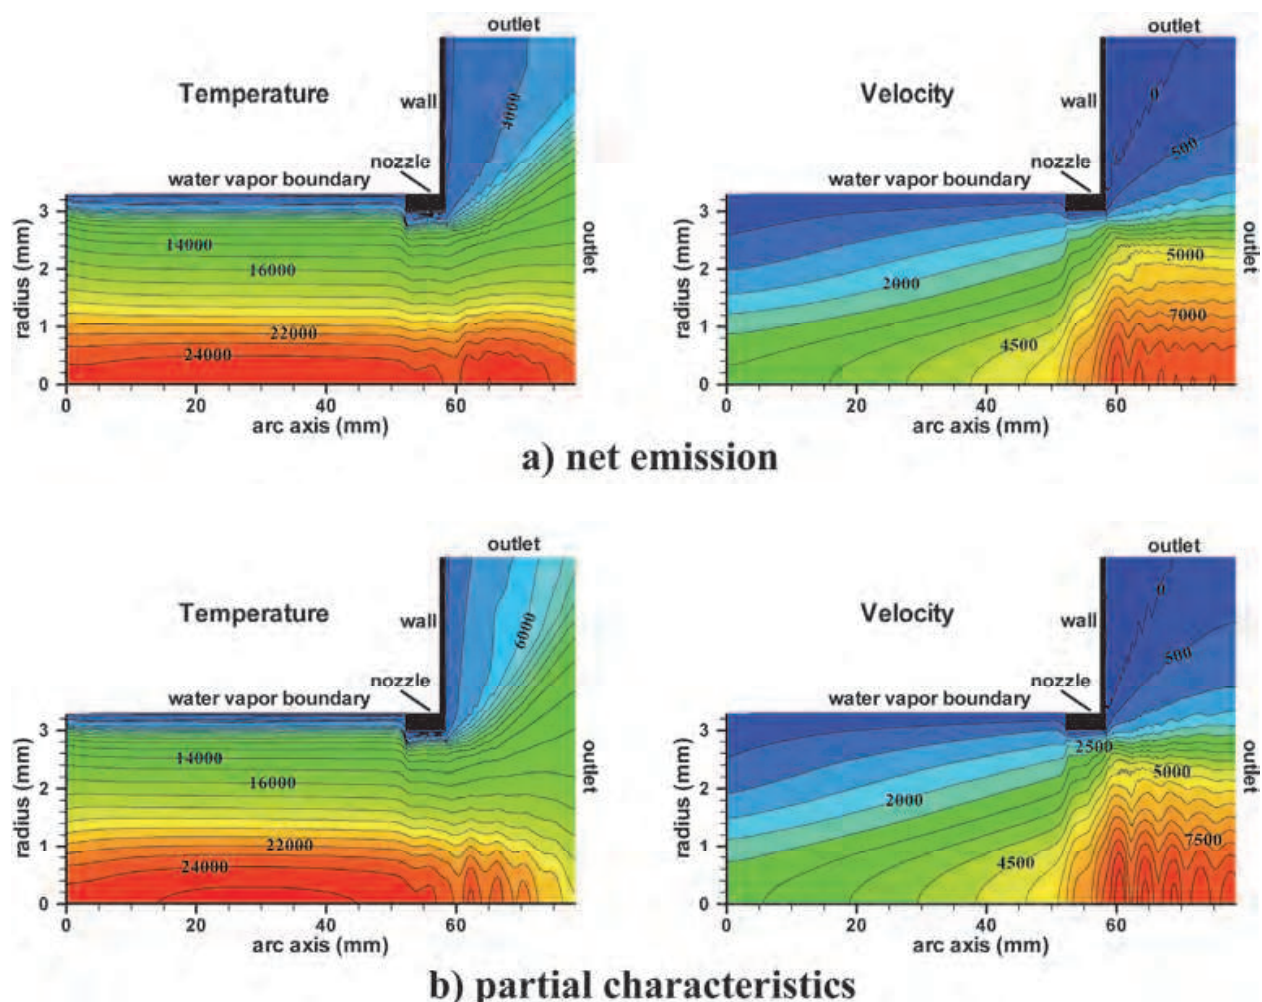 outlet
outlet
Temperature
wall
Velocity
wall
4000
0
500
nozzle
nozzle
water vapor boundary
water vapor boundary
radius (mm)
3
2
1
0
14000
16000
22000
24000
outlet
0
20
40
60
arc axis (mm)
radius (mm)
3
2
1
0
2000
4500
5000
7000
outlet
0
20
40
60
arc axis (mm)
a) net emission
outlet
outlet
Temperature
wall
Velocity
wall
6000
0
500
nozzle
nozzle
water vapor boundary
water vapor boundary
radius (mm)
3
2
1
0
14000
16000
22000
24000
outlet
0
20
40
60
arc axis (mm)
radius (mm)
3
2
1
0
2500
2000
4500
5000
7500
outlet
0
20
40
60
arc axis (mm)
b) partial characteristics